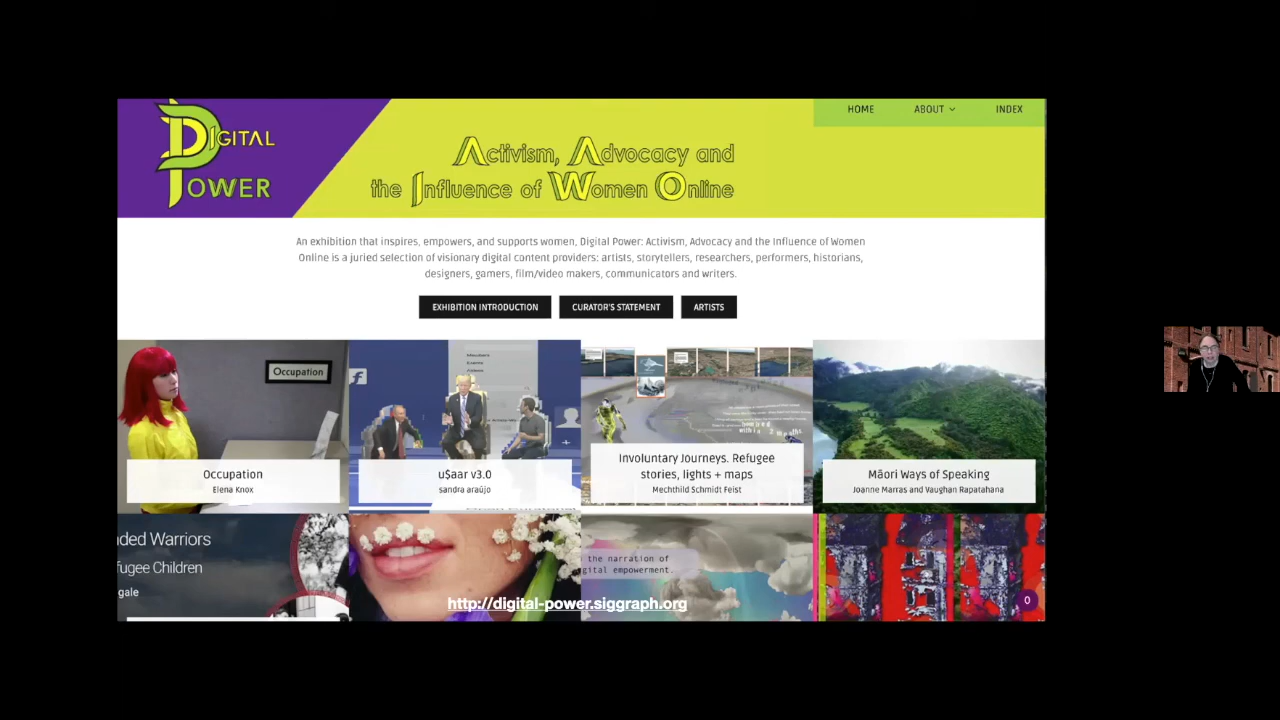 DIGITAL
POWER
HOME
ABOUT
INDEX
Activism, Advocacy and
the Influence of Women Online
An exhibition that inspires, empowers, and supports women, Digital Power: Activism, Advocacy and the Influence of Women
Online is a juried selection of visionary digital content providers: artists, storytellers, researchers, performers, historians,
designers, gamers, film/video makers, communicators and writers.
EXHIBITION INTRODUCTION
CURATOR'S STATEMENT
ARTISTS
Occupation
Occupation
Elena Knox
f
u$aar v3.0
sandra araújo
Involuntary Journeys. Refugee
stories, lights + maps
Mechthild Schmidt Feist
Māori Ways of Speaking
Joanne Marras and Vaughan Rapatahana
nded Warriors
fugee Children
gale
the narration of
gital empowerment.
http://digital-power.siggraph.org
0